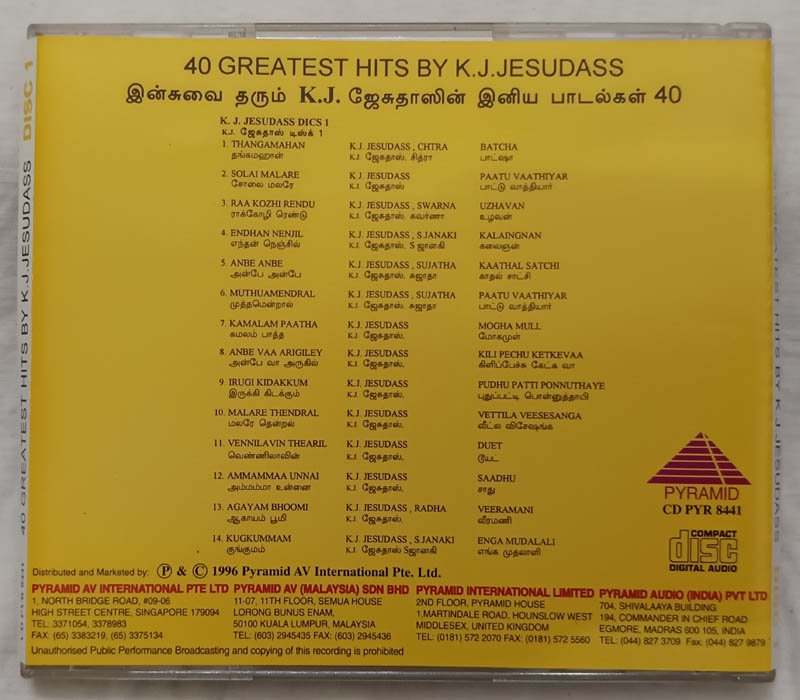 40 GREATEST HITS BY K.J.JESUDASS
இன்சுவை தரும் K.J. ஜேசுதாஸின் இனிய பாடல்கள் 40
K. J. JESUDASS DICS 1
K.J. ஜேசுதாஸ் டிஸ்க் 1
1. THANGAMAHAN K.J. JESUDASS , CHTRA BATCHA
தங்கமஹான் K.J. ஜேசுதாஸ். சித்ரா பாட்ஷா
2. SOLAI MALARE K.J. JESUDASS PAATU VAATHIYAR
சோலை மலரே K.J. ஜேசுதாஸ் பாட்டு வாத்தியார்
3. RAA KOZHI RENDU K.J. JESUDASS , SWARNA UZHAVAN
ராக்கோழி ரெண்டு K.J. ஜேசுதாஸ், சுவர்ணா உழவன்
4. ENDHAN NENJIL K.J. JESUDASS , S.JANAKI KALAINGNAN
எந்தன் நெஞ்சில் K.J. ஜேசுதாஸ், S ஜானகி கலைஞன்
5. ANBE ANBE K.J. JESUDASS , SUJATHA KAATHAL SATCHI
அன்பே அன்பே K.J. ஜேசுதாஸ், சுஜாதா காதல் சாட்சி
6. MUTHUAMENDRAL K.J. JESUDASS , SUJATHA PAATU VAATHIYAR
முத்தமென்றால் K.J. ஜேசுதாஸ், சுஜாதா பாட்டு வாத்தியார்
7. KAMALAM PAATHA K.J. JESUDASS MOGHA MULL
கமலம் பாத்த K.J. ஜேசுதாஸ், மோகமுள்
8. ANBE VAA ARIGILEY K.J. JESUDASS KILI PECHU KETKEVAA
அன்பே வா அருகில் K.J. ஜேசுதாஸ், கிளிப்பேச்சு கேட்க வா
9. IRUGI KIDAKKUM K.J. JESUDASS PUDHU PATTI PONNUTHAYE
இருக்கி கிடக்கும் K.J. ஜேசுதாஸ், புதுப்பட்டி பொன்னுத்தாயி
10. MALARE THENDRAL K.J. JESUDASS VETTILA VEESESANGA
மலரே தென்றல் K.J. ஜேசுதாஸ், வீட்ல விசேஷங்க
11. VENNILAVIN THEARIL K.J. JESUDASS DUET
வெண்ணிலாவின் K.J. ஜேசுதாஸ், டூயட்
12. AMMAMMAA UNNAI K.J. JESUDASS SAADHU
அம்மம்மா உன்னை K.J. ஜேசுதாஸ், சாது
13. AGAYAM BHOOMI K.J. JESUDASS , RADHA VEERAMANI
ஆகாயம் பூமி K.J. ஜேசுதாஸ், வீரமணி
14. KUGKUMMAM K.J. JESUDASS , S.JANAKI ENGA MUDALALI
குங்குமம் K.J. ஜேசுதாஸ் Sஜானகி எங்க முதலாளி
PYRAMID
CD PYR 8441
COMPACT
disc
DIGITAL AUDIO
Distributed and Marketed by: Ⓟ & © 1996 Pyramid AV International Pte. Ltd.
PYRAMID AV INTERNATIONAL PTE LTD
1, NORTH BRIDGE ROAD, #09-06
HIGH STREET CENTRE, SINGAPORE 179094
TEL: 3371054, 3378983
FAX: (65) 3383219, (65) 3375134
PYRAMID AV (MALAYSIA) SDN BHD
11-07, 11TH FLOOR, SEMUA HOUSE
LORONG BUNUS ENAM,
50100 KUALA LUMPUR, MALAYSIA
TEL: (603) 2945435 FAX: (603) 2945436
PYRAMID INTERNATIONAL LIMITED
2ND FLOOR, PYRAMID HOUSE
1,MARTINDALE ROAD, HOUNSLOW WEST
MIDDLESEX, UNITED KINGDOM
TEL: (0181) 572 2070 FAX: (0181) 572 5560
PYRAMID AUDIO (INDIA) PVT LTD
704, SHIVALAAYA BUILDING
194, COMMANDER IN CHIEF ROAD
EGMORE, MADRAS 600 105, INDIA
TEL: (044) 827 3709 Fax: (044) 827 9879
Unauthorised Public Performance Broadcasting and copying of this recording is prohibited
40 GREATEST HITS BY K.J.JESUDASS DISC 1
GREATEST HITS BY K.J.JESUDASS